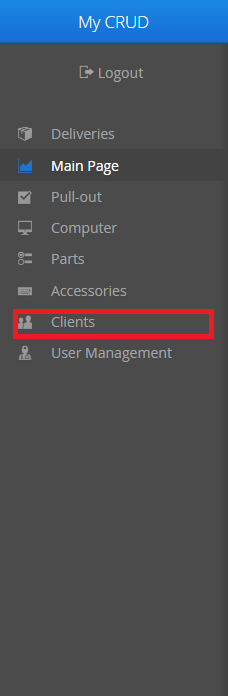 My CRUD
Logout
Deliveries
Main Page
Pull-out
Computer
Parts
Accessories
Clients
User Management